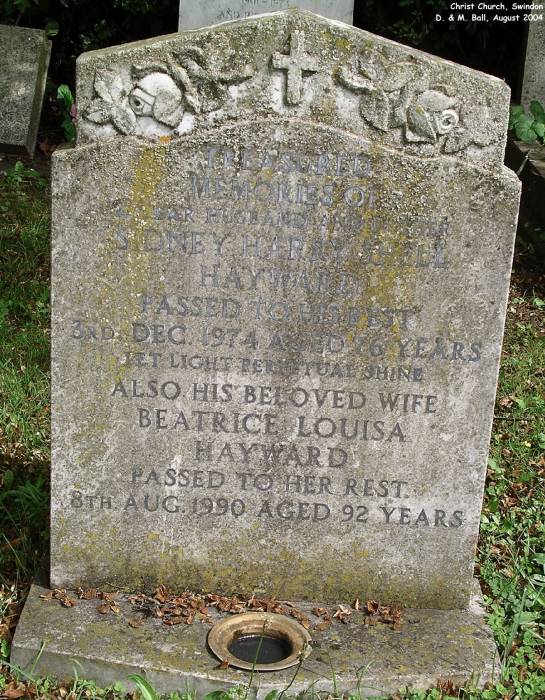 Christ Church, Swindon
D. & M. Ball, August 2004
TREASURED
MEMORIES OF
A DEAR HUSBAND AND FATHER
SIDNEY HARRY
HAYWARD
PASSED TO HIS REST
3RD DEC. 1974 AGED 76 YEARS
LET LIGHT PERPETUAL SHINE
ALSO HIS BELOVED WIFE
BEATRICE LOUISA
HAYWARD
PASSED TO HER REST.
8TH AUG. 1990 AGED 92 YEARS